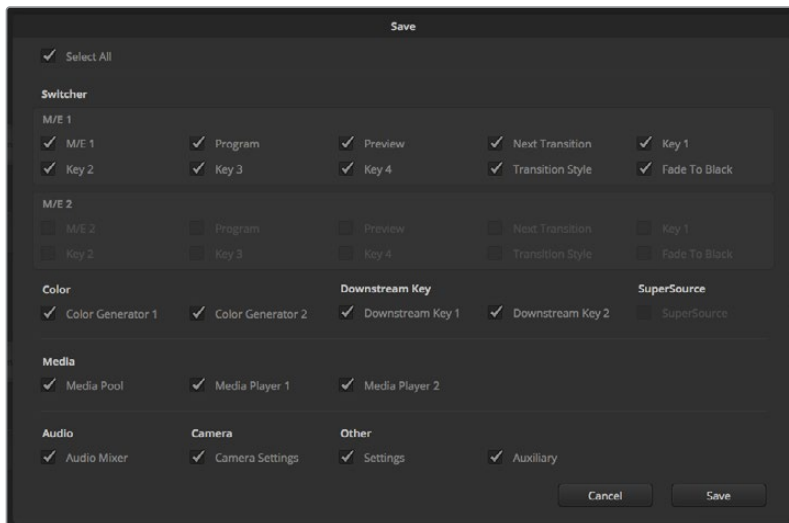 Save
Select All
Switcher
M/E 1
M/E 1 Program Preview Next Transition Key 1
Key 2 Key 3 Key 4 Transition Style Fade To Black
M/E 2
M/E 2 Program Preview Next Transition Key 1
Key 2 Key 3 Key 4 Transition Style Fade To Black
Color Downstream Key SuperSource
Color Generator 1 Color Generator 2 Downstream Key 1 Downstream Key 2 SuperSource
Media
Media Pool Media Player 1 Media Player 2
Audio Camera Other
Audio Mixer Camera Settings Settings Auxiliary
Cancel Save